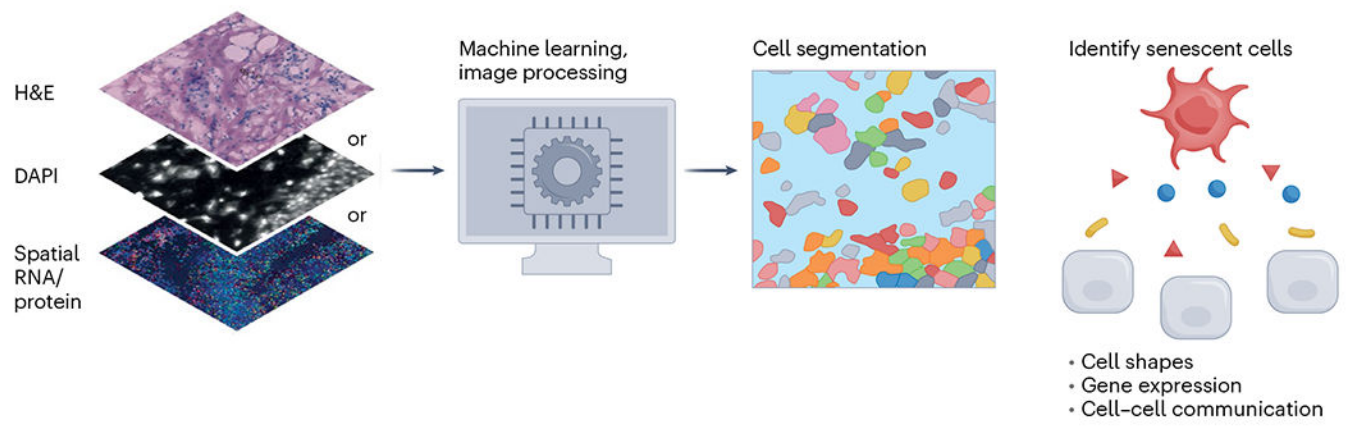 H&E
or
DAPI
or
Spatial
RNA/
protein
Machine learning,
image processing
Cell segmentation
Identify senescent cells
• Cell shapes
• Gene expression
• Cell–cell communication